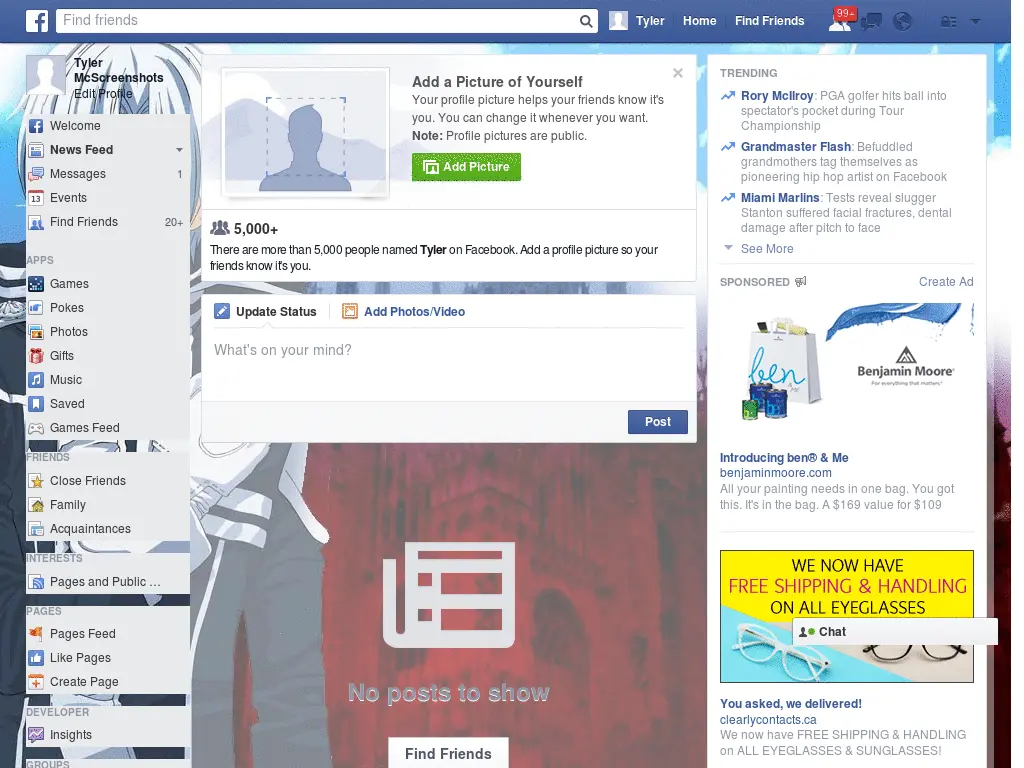 Find friends
Tyler
Home
Find Friends
99+
Tyler
McScreenshots
Edit Profile
Welcome
News Feed
Messages
1
13
Events
Find Friends
20+
APPS
Games
Pokes
Photos
Gifts
Music
Saved
Games Feed
FRIENDS
Close Friends
Family
Acquaintances
INTERESTS
Pages and Public ...
PAGES
Pages Feed
Like Pages
Create Page
DEVELOPER
Insights
GROUPS
Add a Picture of Yourself
Your profile picture helps your friends know it's
you. You can change it whenever you want.
Note: Profile pictures are public.
Add Picture
5,000+
There are more than 5,000 people named Tyler on Facebook. Add a profile picture so your
friends know it's you.
Update Status
Add Photos/Video
What's on your mind?
Post
No posts to show
Find Friends
TRENDING
Rory McIlroy: PGA golfer hits ball into
spectator's pocket during Tour
Championship
Grandmaster Flash: Befuddled
grandmothers tag themselves as
pioneering hip hop artist on Facebook
Miami Marlins: Tests reveal slugger
Stanton suffered facial fractures, dental
damage after pitch to face
See More
SPONSORED
Create Ad
ben
Benjamin Moore®
For everything that matters.®
Introducing ben® & Me
benjaminmoore.com
All your painting needs in one bag. You got
this. It's in the bag. A $169 value for $109
WE NOW HAVE
FREE SHIPPING & HANDLING
ON ALL EYEGLASSES
Chat
You asked, we delivered!
clearlycontacts.ca
We now have FREE SHIPPING & HANDLING
on ALL EYEGLASSES & SUNGLASSES!